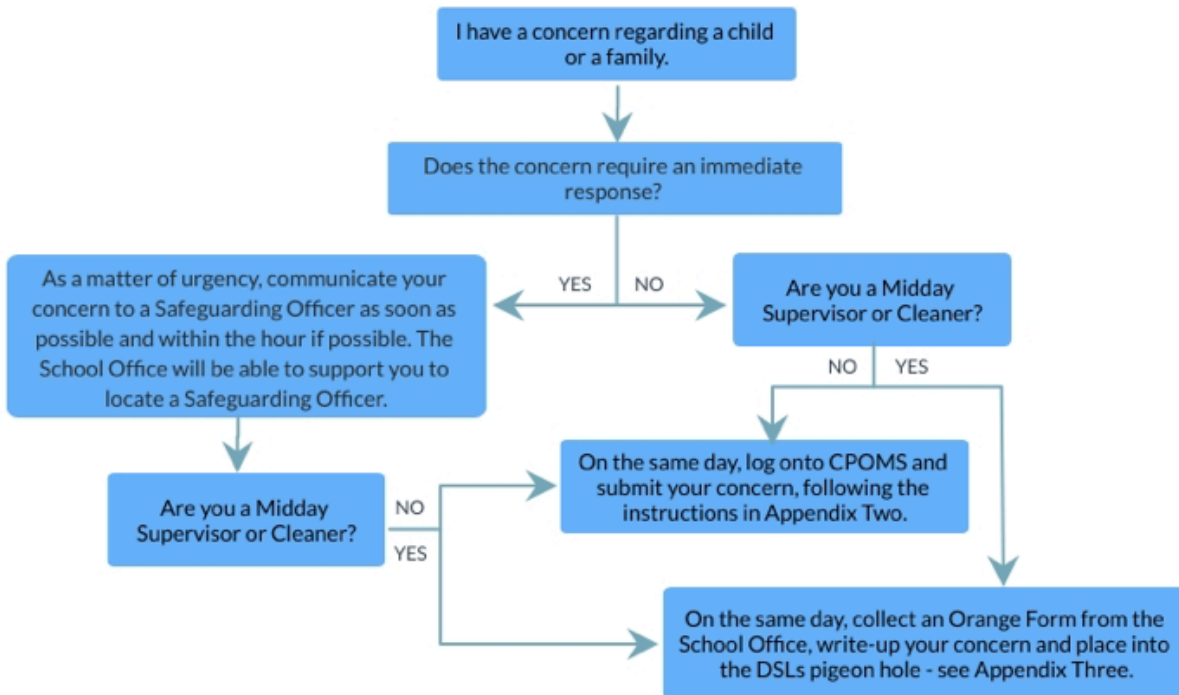 I have a concern regarding a child
or a family.
Does the concern require an immediate
response?
YES
NO
As a matter of urgency, communicate your
concern to a Safeguarding Officer as soon as
possible and within the hour if possible. The
School Office will be able to support you to
locate a Safeguarding Officer.
Are you a Midday
Supervisor or Cleaner?
NO
YES
Are you a Midday
Supervisor or Cleaner?
NO
YES
On the same day, log onto CPOMS and
submit your concern, following the
instructions in Appendix Two.
On the same day, collect an Orange Form from the
School Office, write-up your concern and place into
the DSLs pigeon hole - see Appendix Three.